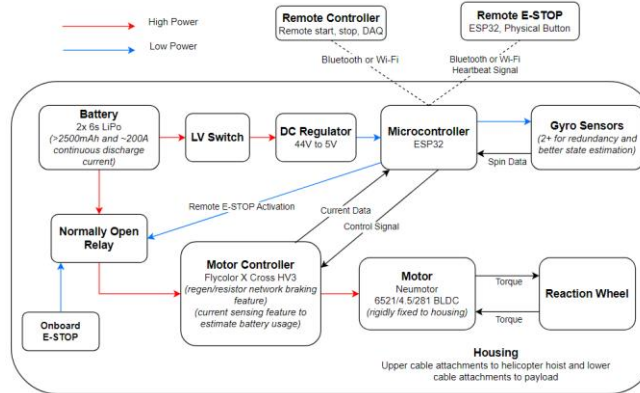 High Power
Low Power
Remote Controller
Remote start, stop, DAQ
Remote E-STOP
ESP32, Physical Button
Bluetooth or Wi-Fi
Bluetooth or Wi-Fi
Heartbeat Signal
Battery
2x 6s LiPo
(>2500mAh and ~200A
continuous discharge
current)
LV Switch
DC Regulator
44V to 5V
Microcontroller
ESP32
Gyro Sensors
(2+ for redundancy and
better state estimation)
Spin Data
Remote E-STOP Activation
Current Data
Control Signal
Normally Open
Relay
Motor Controller
Flycolor X Cross HV3
(regen/resistor network braking
feature)
(current sensing feature to
estimate battery usage)
Motor
Neumotor
6521/4.5/281 BLDC
(rigidly fixed to housing)
Torque
Torque
Reaction Wheel
Onboard
E-STOP
Housing
Upper cable attachments to helicopter hoist and lower
cable attachments to payload